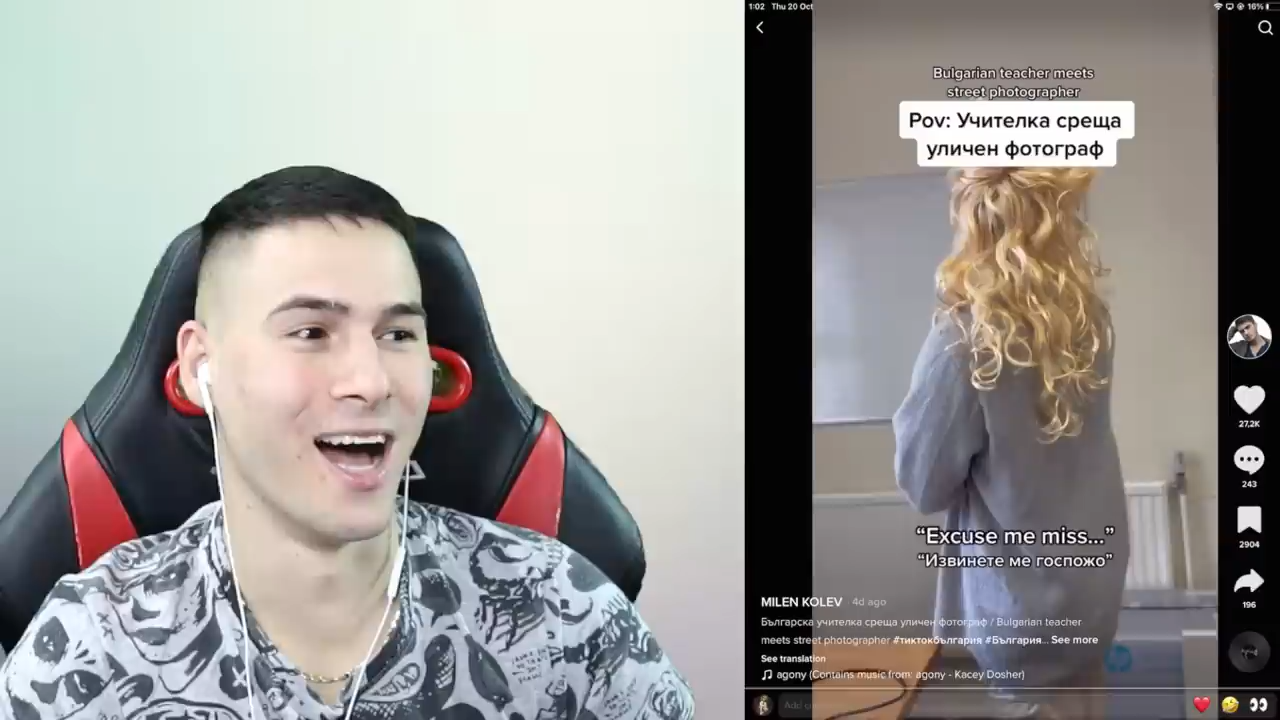 1:02 Thu 20 Oct
16%
Bulgarian teacher meets
street photographer
Pov: Учителка среща
уличен фотограф
27,2K
243
“Excuse me miss...”
“Извинете ме госпожо”
2904
196
MILEN KOLEV 4d ago
Българска учителка среща уличен фотограф / Bulgarian teacher
meets street photographer #тиктокбългария #България... See more
See translation
agony (Contains music from: agony - Kacey Dosher)